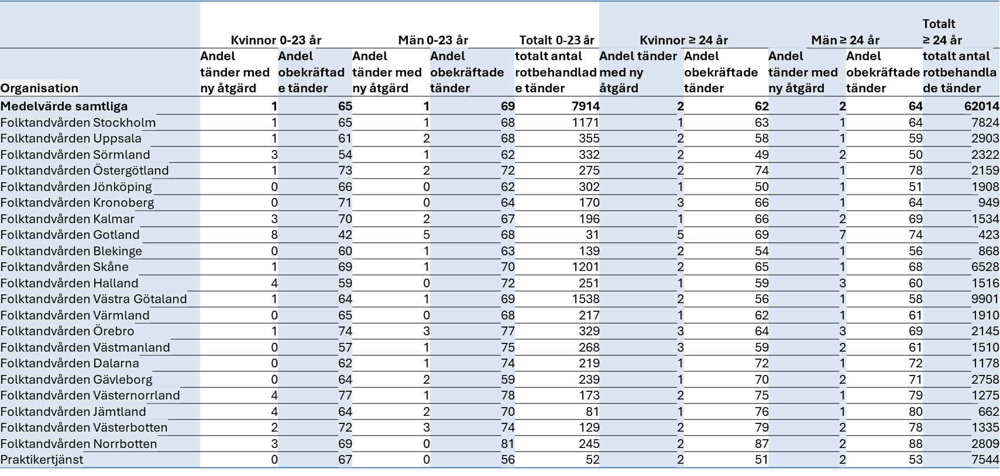 Totalt
Kvinnor 0-23 år Män 0-23 år Totalt 0-23 år Kvinnor ≥ 24 år Män ≥ 24 år ≥ 24 år
Andel Andel Andel Andel totalt antal Andel tänder Andel Andel Andel totalt antal
tänder med obekräftad tänder med obekräftade rotbehandlad med ny obekräftade tänder med obekräftade rotbehandla
Organisation ny åtgärd e tänder ny åtgärd tänder e tänder åtgärd tänder ny åtgärd tänder de tänder
Medelvärde samtliga 1 65 1 69 7914 2 62 2 64 62014
Folktandvården Stockholm 1 65 1 68 1171 1 63 1 64 7824
Folktandvården Uppsala 1 61 2 68 355 2 58 1 59 2903
Folktandvården Sörmland 3 54 1 62 332 2 49 2 50 2322
Folktandvården Östergötland 1 73 2 72 275 2 74 1 78 2159
Folktandvården Jönköping 0 66 0 62 302 1 50 1 51 1908
Folktandvården Kronoberg 0 71 0 64 170 3 66 1 64 949
Folktandvården Kalmar 3 70 2 67 196 1 66 2 69 1534
Folktandvården Gotland 8 42 5 68 31 5 69 7 74 423
Folktandvården Blekinge 0 60 1 63 139 2 54 1 56 868
Folktandvården Skåne 1 69 1 70 1201 2 65 1 68 6528
Folktandvården Halland 4 59 0 72 251 1 59 3 60 1516
Folktandvården Västra Götaland 1 64 1 69 1538 2 56 1 58 9901
Folktandvården Värmland 0 65 0 68 217 1 62 1 61 1910
Folktandvården Örebro 1 74 3 77 329 3 64 3 69 2145
Folktandvården Västmanland 0 57 1 75 268 3 59 2 61 1510
Folktandvården Dalarna 0 62 1 74 219 1 72 1 72 1178
Folktandvården Gävleborg 0 64 2 59 239 1 70 2 71 2758
Folktandvården Västernorrland 4 77 1 78 173 2 75 1 79 1275
Folktandvården Jämtland 4 64 2 70 81 1 76 1 80 662
Folktandvården Västerbotten 2 72 3 74 129 2 79 2 78 1335
Folktandvården Norrbotten 3 69 0 81 245 2 87 2 88 2809
Praktikertjänst 0 67 0 56 52 2 51 2 53 7544